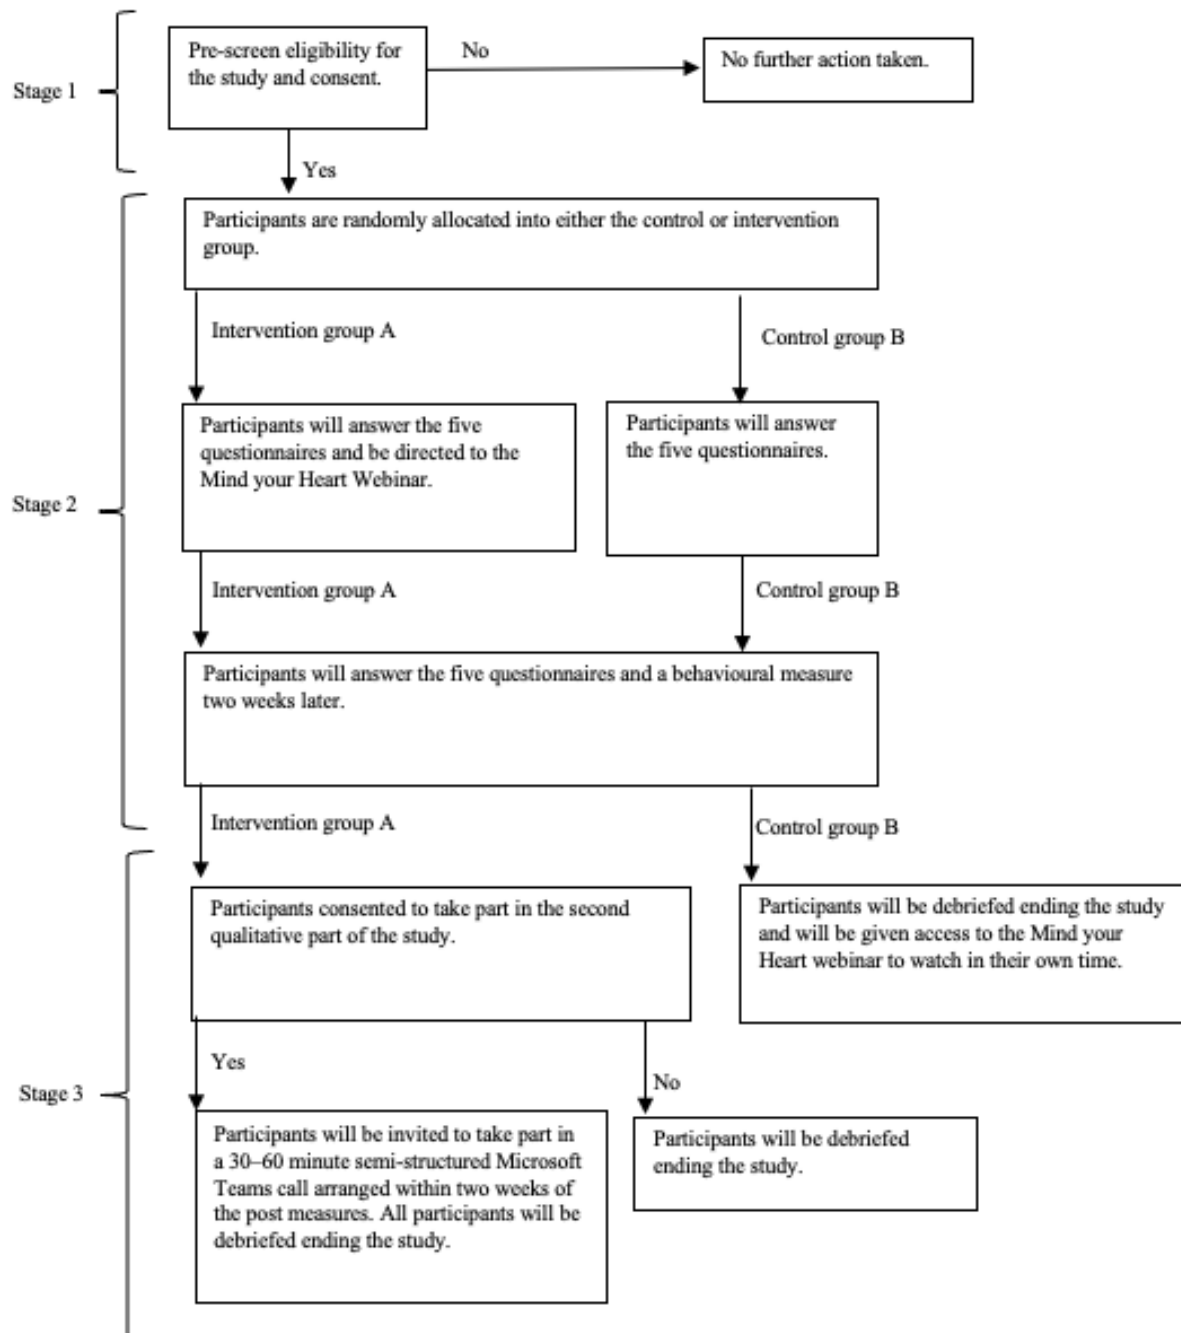 Pre-screen eligibility for
the study and consent.
No
No further action taken.
Stage 1
Yes
Participants are randomly allocated into either the control or intervention
group.
Intervention group A
Control group B
Participants will answer the five
questionnaires and be directed to the
Mind your Heart Webinar.
Participants will answer
the five questionnaires.
Stage 2
Intervention group A
Control group B
Participants will answer the five questionnaires and a behavioural measure
two weeks later.
Intervention group A
Control group B
Participants consented to take part in the second
qualitative part of the study.
Participants will be debriefed ending the study
and will be given access to the Mind your
Heart webinar to watch in their own time.
Stage 3
Yes
No
Participants will be invited to take part in
a 30–60 minute semi-structured Microsoft
Teams call arranged within two weeks of
the post measures. All participants will be
debriefed ending the study.
Participants will be debriefed
ending the study.